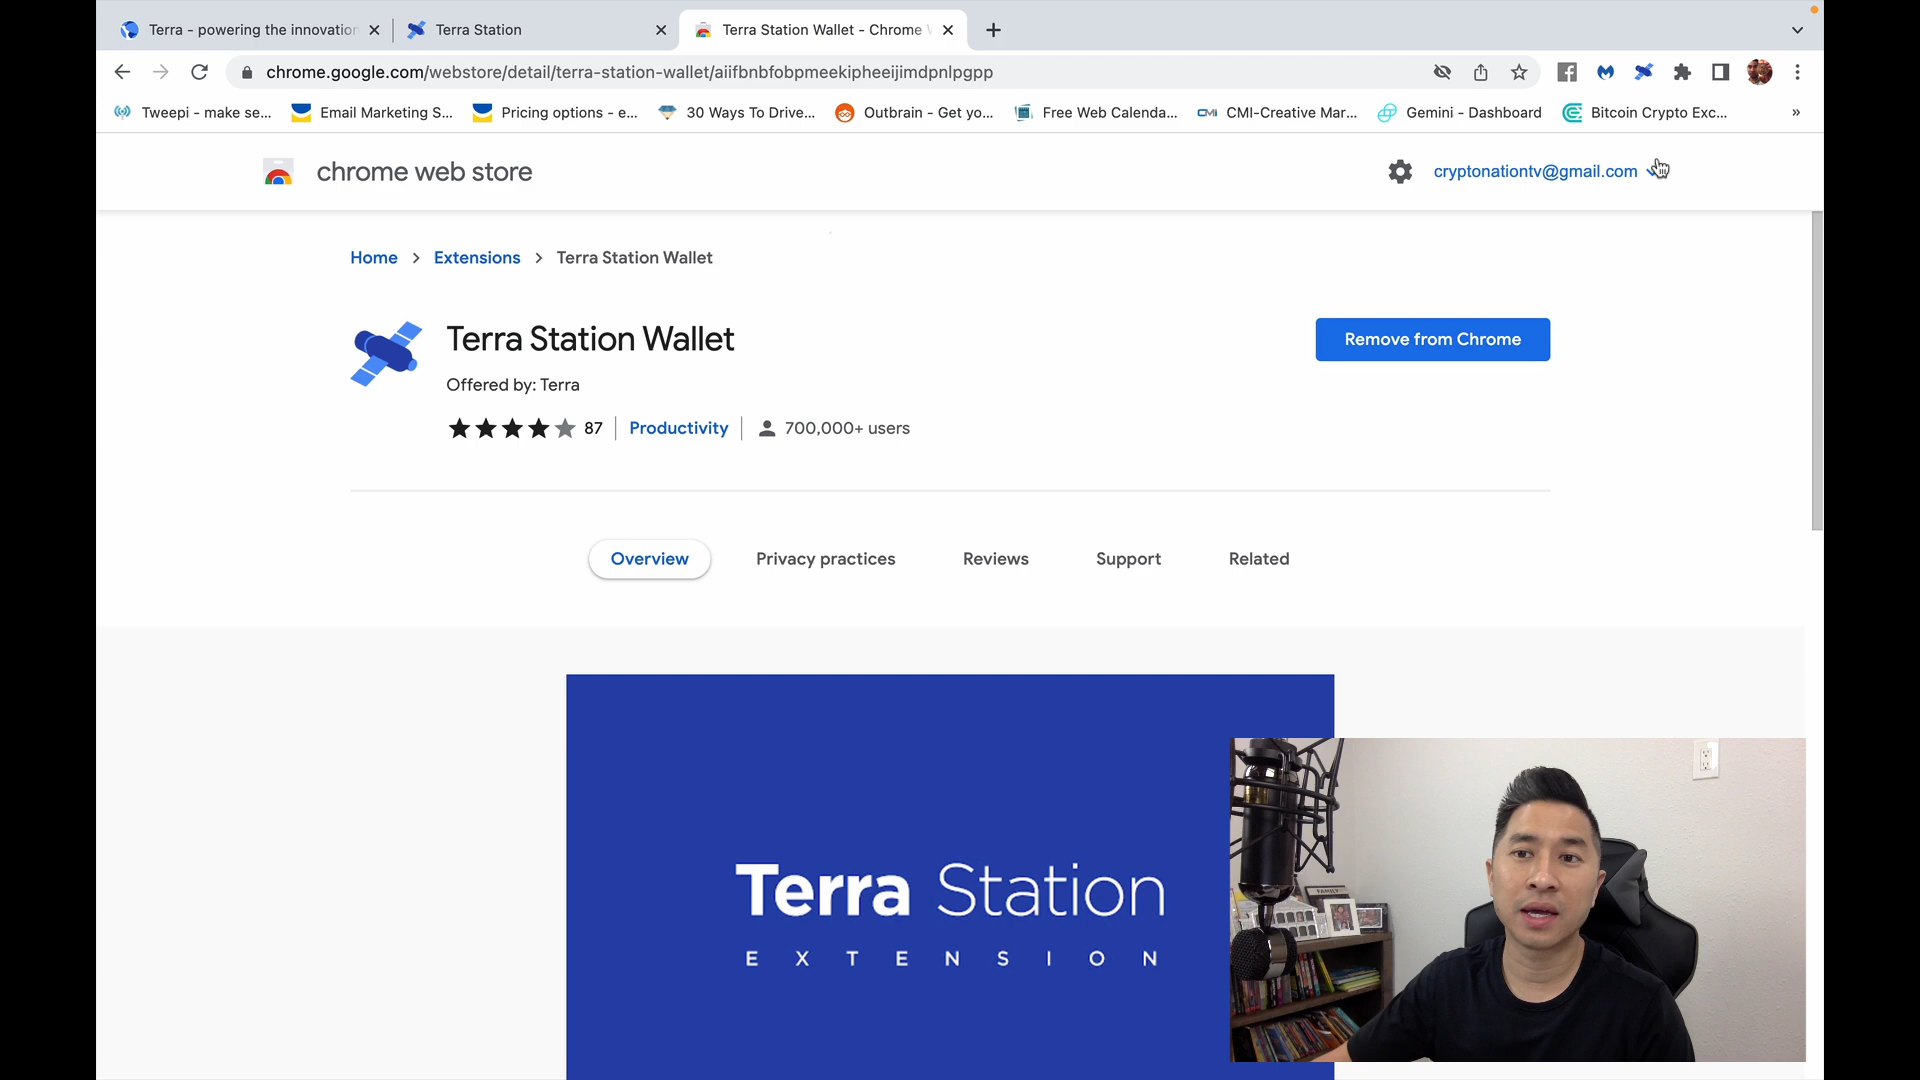 Terra - powering the innovation
Terra Station
Terra Station Wallet - Chrome
chrome.google.com/webstore/detail/terra-station-wallet/aiifbnbfobpmeekipheeijimdpnlpgpp
Tweepi - make se...
Email Marketing S...
Pricing options - e...
30 Ways To Drive...
Outbrain - Get yo...
Free Web Calenda...
CMI-Creative Mar...
Gemini - Dashboard
Bitcoin Crypto Exc...
»
chrome web store
cryptonationtv@gmail.com
Home > Extensions > Terra Station Wallet
Terra Station Wallet
Remove from Chrome
Offered by: Terra
87
Productivity
700,000+ users
Overview
Privacy practices
Reviews
Support
Related
Terra Station
EXTENSION
FAMILY